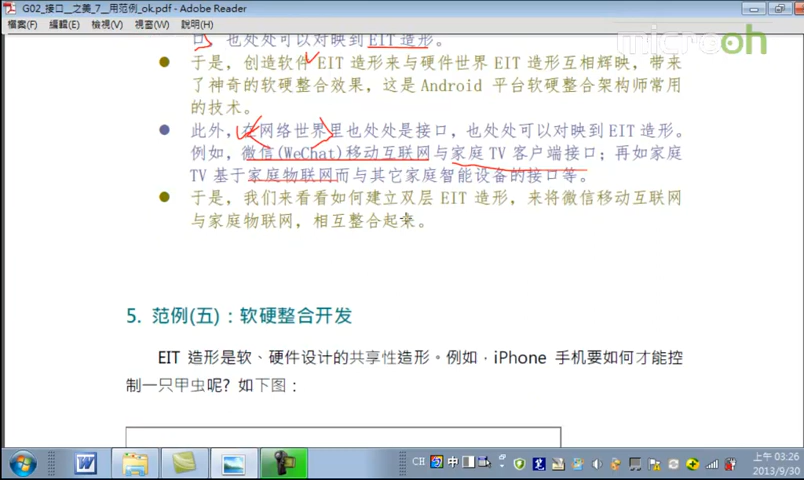 G02_接口__之美_7__用范例_ok.pdf - Adobe Reader
檔案(F) 編輯(E) 檢視(V) 視窗(W) 說明(H)
microoh
口，也处处可以对映到 EIT 造形。
于是，创造软件 EIT 造形来与硬件世界 EIT 造形互相辉映，带来
了神奇的软硬整合效果，这是 Android 平台软硬整合架构师常用
的技术。
此外，在网络世界里也处处是接口，也处处可以对映到 EIT 造形。
例如，微信(WeChat)移动互联网与家庭 TV 客户端接口；再如家庭
TV 基于家庭物联网而与其它家庭智能设备的接口等。
于是，我们来看看如何建立双层 EIT 造形，来将微信移动互联网
与家庭物联网，相互整合起来。
5. 范例(五)：软硬整合开发
EIT 造形是软、硬件设计的共享性造形。例如，iPhone 手机要如何才能控
制一只甲虫呢? 如下图：
CH 中
上午 03:26
2013/9/30